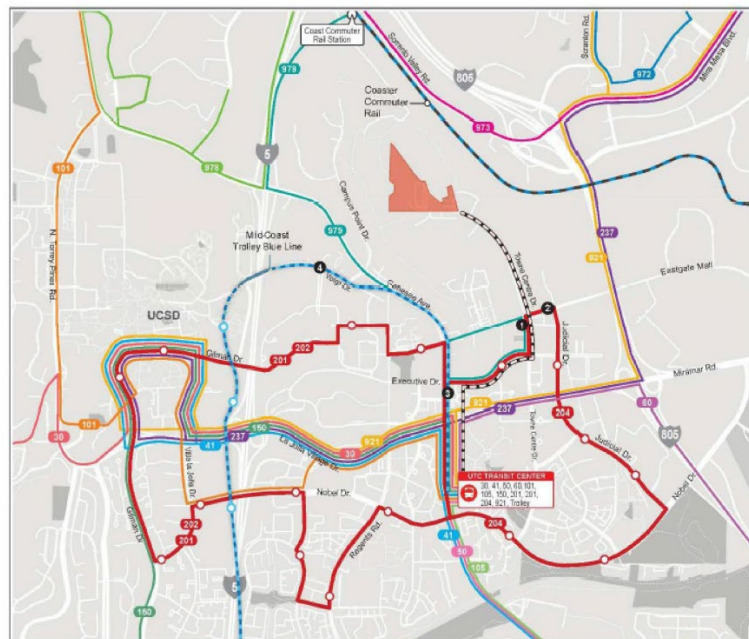 Coast Commuter
Rail Station
979
Sorrento Valley Rd.
805
Scranton Rd.
972
Mira Mesa Blvd.
Coaster
Commuter
Rail
973
101
978
5
N. Torrey Pines Rd.
Campus Point Dr.
979
237
921
Mid-Coast
Trolley Blue Line
4
Voigt Dr.
Genesee Ave.
Towne Centre Dr.
Eastgate Mall
UCSD
1
2
Judicial Dr.
Gilman Dr.
201
202
Executive Dr.
3
Miramar Rd.
921
237
204
60
101
30
41
237
150
921
30
La Jolla Village Dr.
Villa La Jolla Dr.
Towne Centre Dr.
805
Judicial Dr.
Nobel Dr.
UTC TRANSIT CENTER
30, 41, 50, 60,101,
105, 150, 201, 201,
204, 921, Trolley
Nobel Dr.
Gilman Dr.
202
201
Regents Rd.
204
41
50
105
5
150